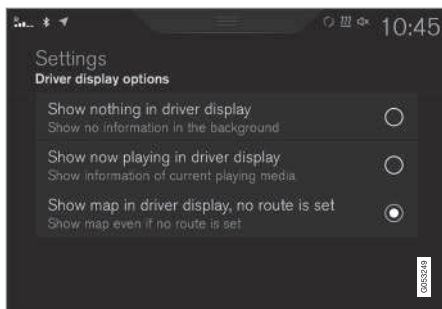 10:45
Settings
Driver display options
Show nothing in driver display
Show no information in the background
Show now playing in driver display
Show information of current playing media.
Show map in driver display, no route is set
Show map even if no route is set
G053249